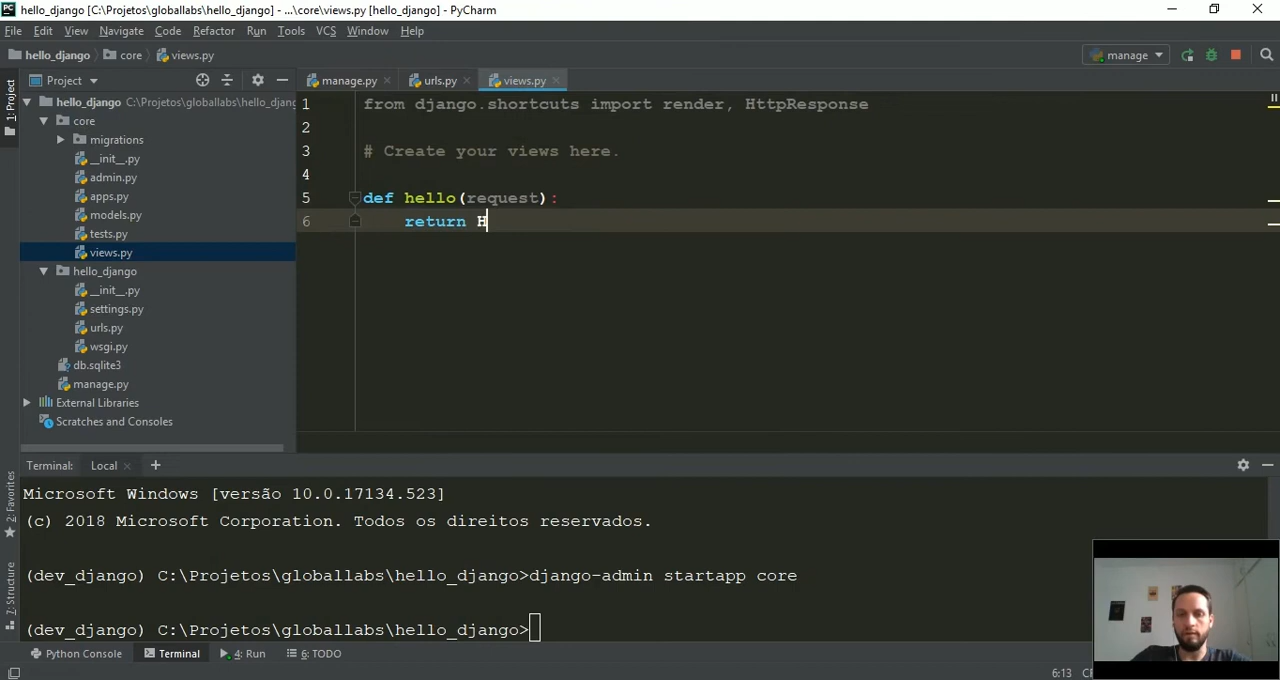 hello_django [C:\Projetos\globallabs\hello_django] - ...\core\views.py [hello_django] - PyCharm
File Edit View Navigate Code Refactor Run Tools VCS Window Help
hello_django core views.py manage
1: Project
Project manage.py urls.py views.py
hello_django C:\Projetos\globallabs\hello_djang
core
migrations
__init__.py
admin.py
apps.py
models.py
tests.py
views.py
hello_django
__init__.py
settings.py
urls.py
wsgi.py
db.sqlite3
manage.py
External Libraries
Scratches and Consoles
1 from django.shortcuts import render, HttpResponse
2
3 # Create your views here.
4
5 def hello(request):
6 return H
2: Favorites
7: Structure
Terminal: Local
Microsoft Windows [versão 10.0.17134.523]
(c) 2018 Microsoft Corporation. Todos os direitos reservados.
(dev_django) C:\Projetos\globallabs\hello_django>django-admin startapp core
(dev_django) C:\Projetos\globallabs\hello_django>
Python Console Terminal 4: Run 6: TODO
6:13